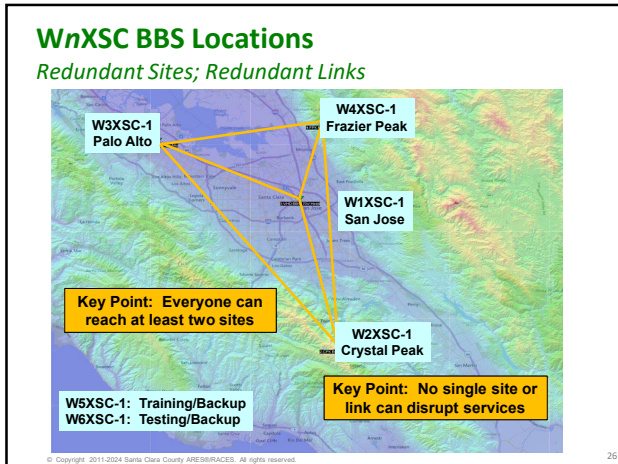 WnXSC BBS Locations
Redundant Sites; Redundant Links
W3XSC-1
Palo Alto
W4XSC-1
Frazier Peak
W1XSC-1
San Jose
Santa Clara
Key Point: Everyone can
reach at least two sites
W2XSC-1
Crystal Peak
Key Point: No single site or
link can disrupt services
W5XSC-1: Training/Backup
W6XSC-1: Testing/Backup
© Copyright 2011-2024 Santa Clara County ARES®/RACES. All rights reserved.
26